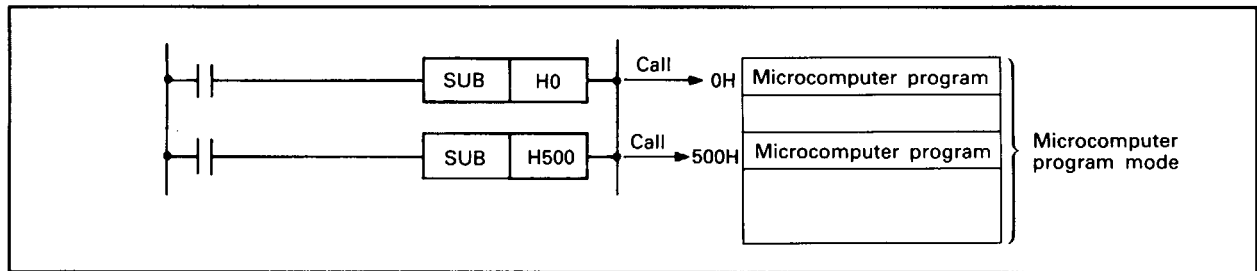 SUB H0 Call 0H Microcomputer program
SUB H500 Call 500H Microcomputer program
Microcomputer
program mode